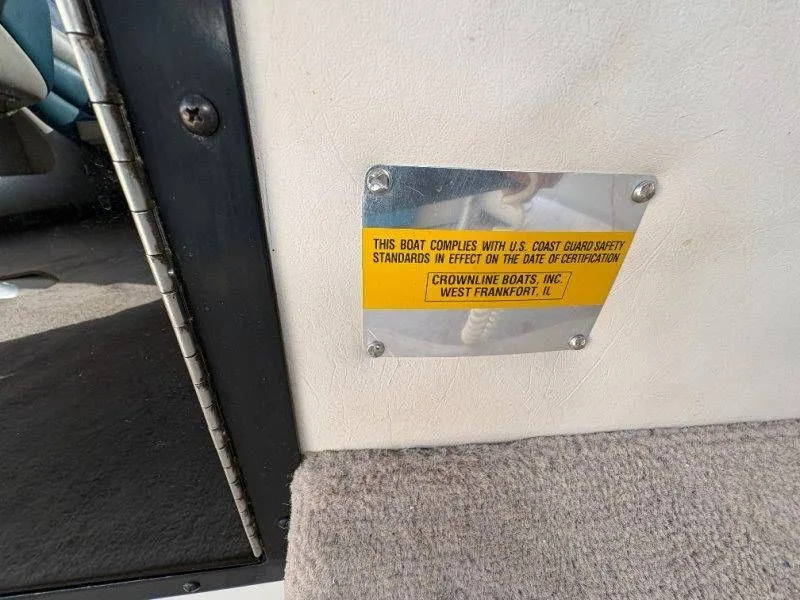 THIS BOAT COMPLIES WITH U.S. COAST GUARD SAFETY
STANDARDS IN EFFECT ON THE DATE OF CERTIFICATION
CROWNLINE BOATS, INC.
WEST FRANKFORT, IL